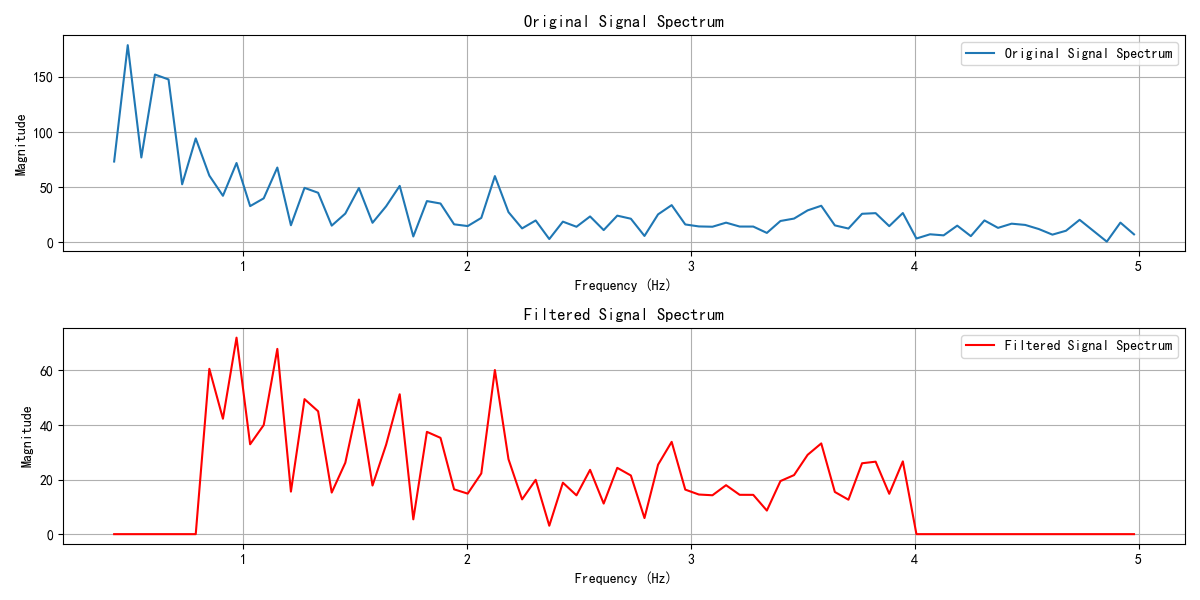 Original Signal Spectrum
Original Signal Spectrum
150
100
50
0
Magnitude
1 2 3 4 5
Frequency (Hz)
Filtered Signal Spectrum
Filtered Signal Spectrum
60
40
20
0
Magnitude
1 2 3 4 5
Frequency (Hz)